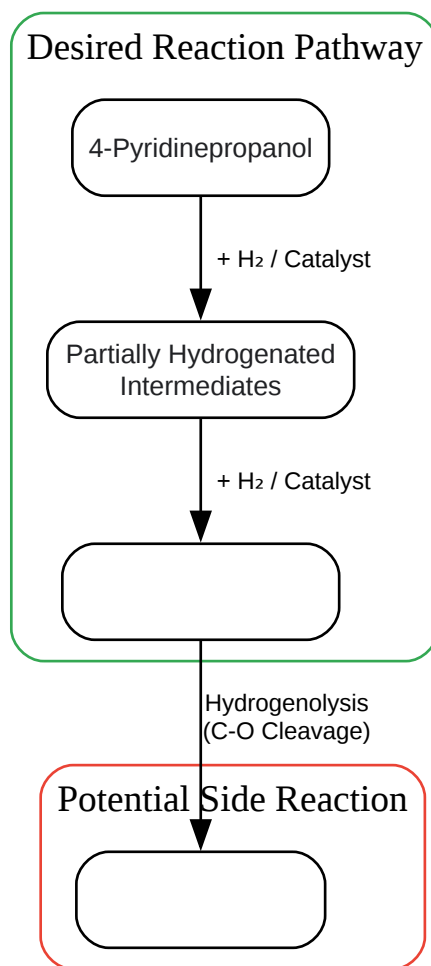 Desired Reaction Pathway
4-Pyridinepropanol
+ H₂ / Catalyst
Partially Hydrogenated
Intermediates
+ H₂ / Catalyst
Hydrogenolysis
(C-O Cleavage)
Potential Side Reaction